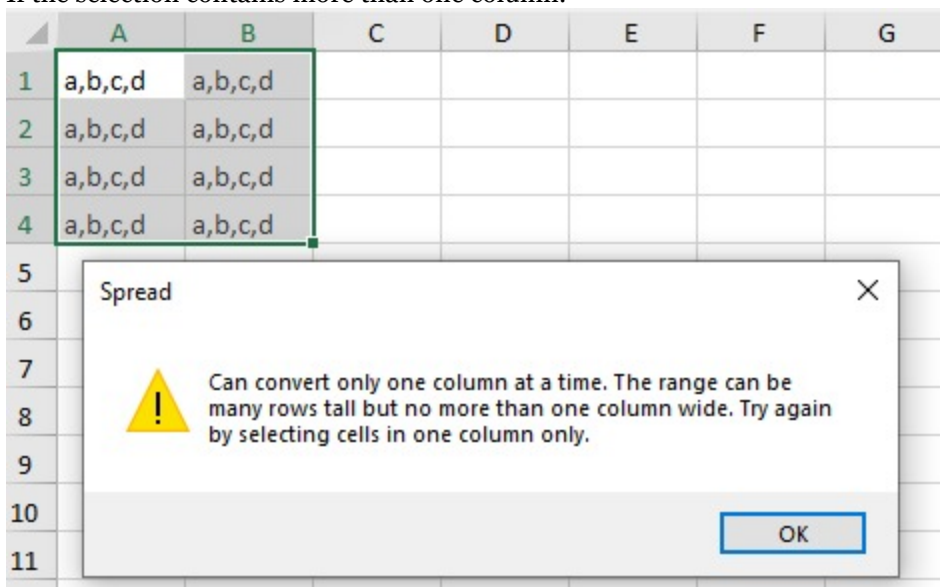 If the selection contains more than one column:
A B C D E F G
1 a,b,c,d a,b,c,d
2 a,b,c,d a,b,c,d
3 a,b,c,d a,b,c,d
4 a,b,c,d a,b,c,d
5
Spread
6
7
Can convert only one column at a time. The range can be
8
many rows tall but no more than one column wide. Try again
by selecting cells in one column only.
9
10
OK
11